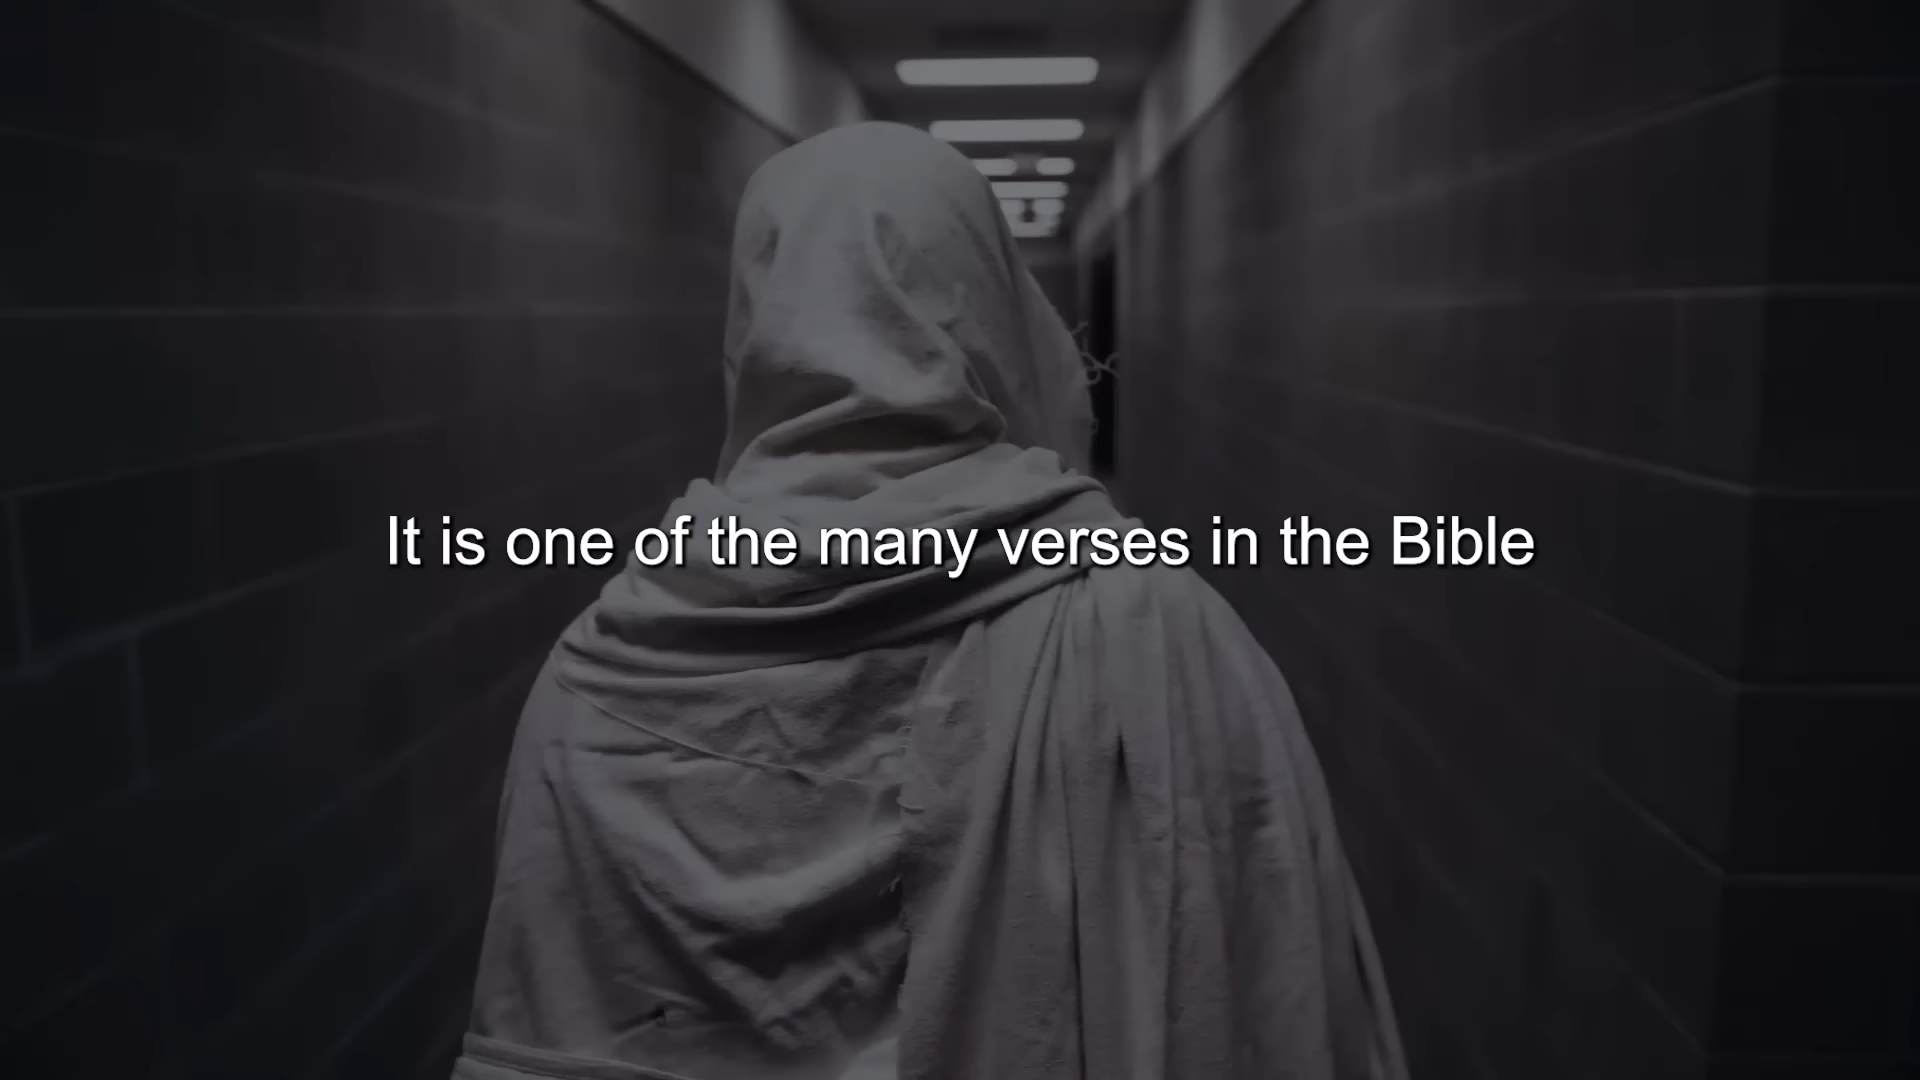 It is one of the many verses in the Bible